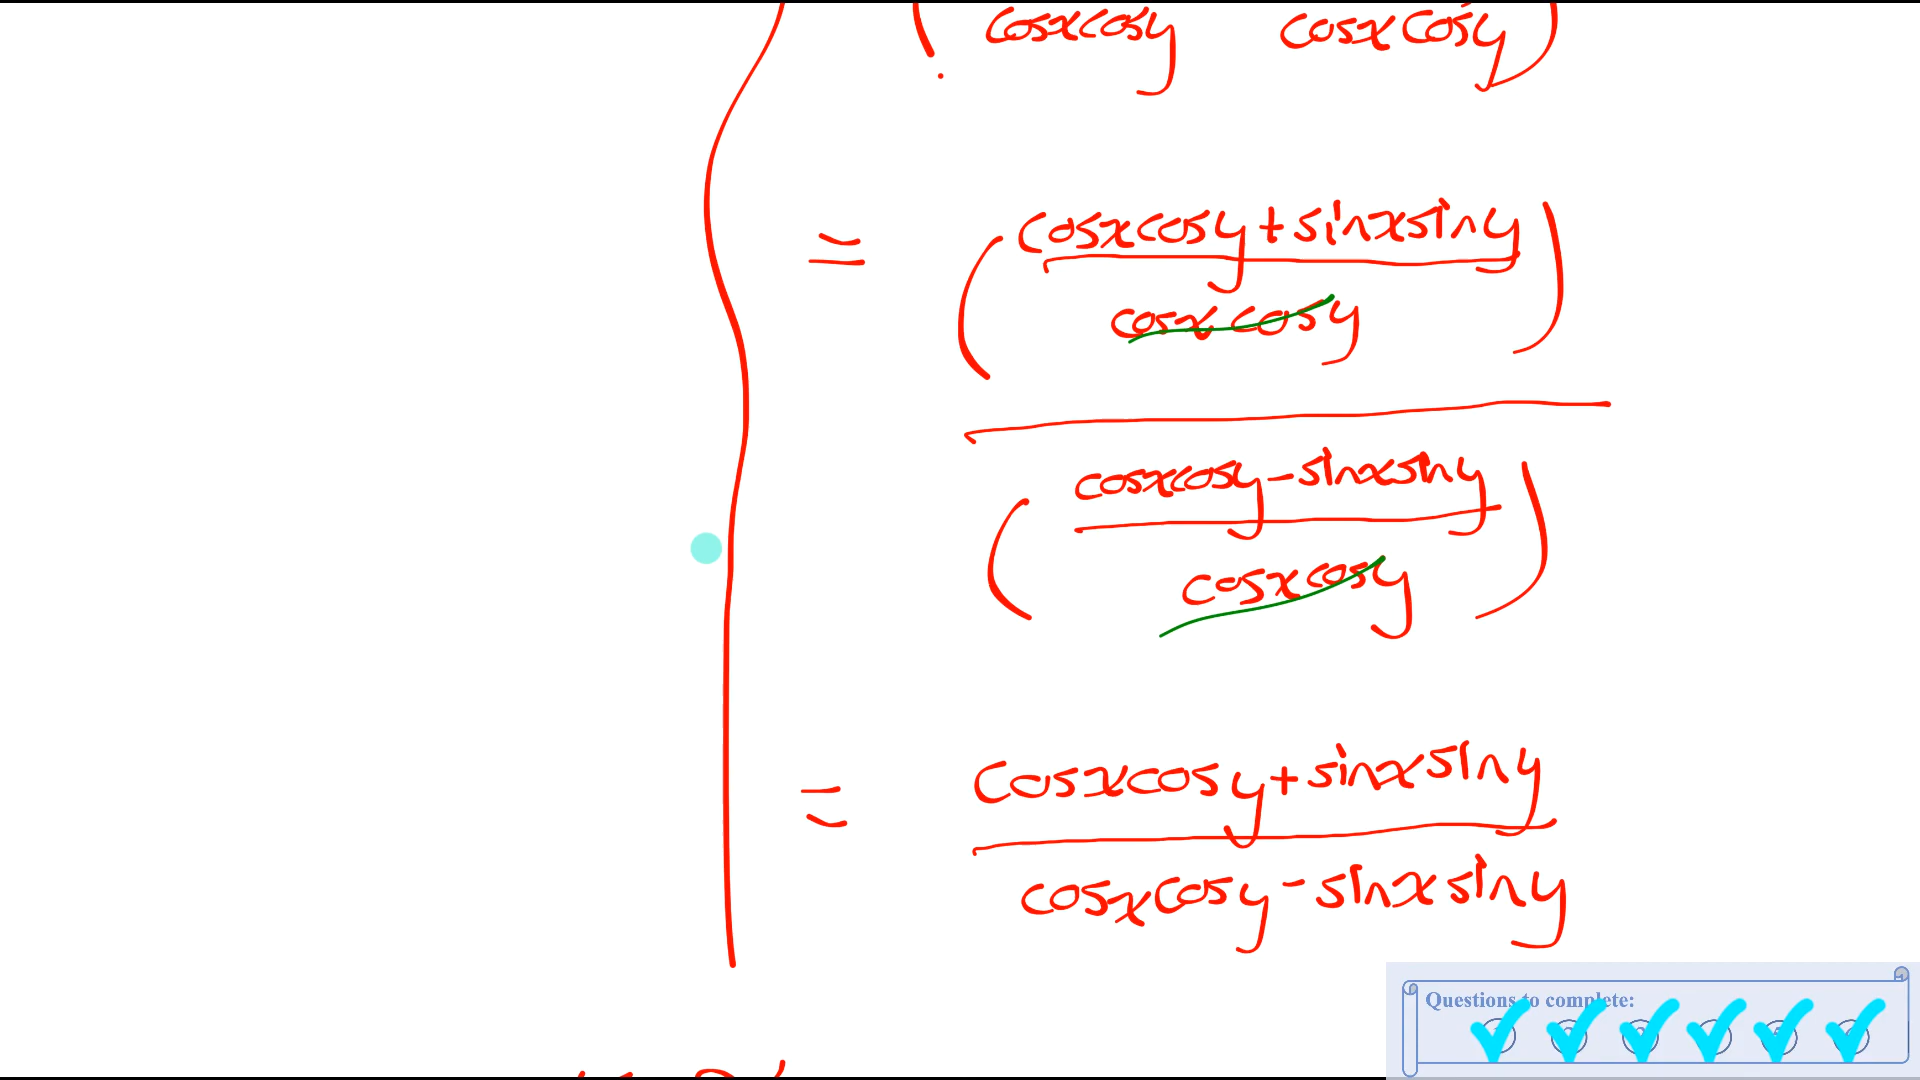 cosxcosy cosxcosy)
= (cosxcosy+sinxsiny)
cosxcosy
(cosxcosy-sinxsiny)
cosxcosy
= cosxcosy+sinxsiny
cosxcosy-sinxsiny
Questions to complete: